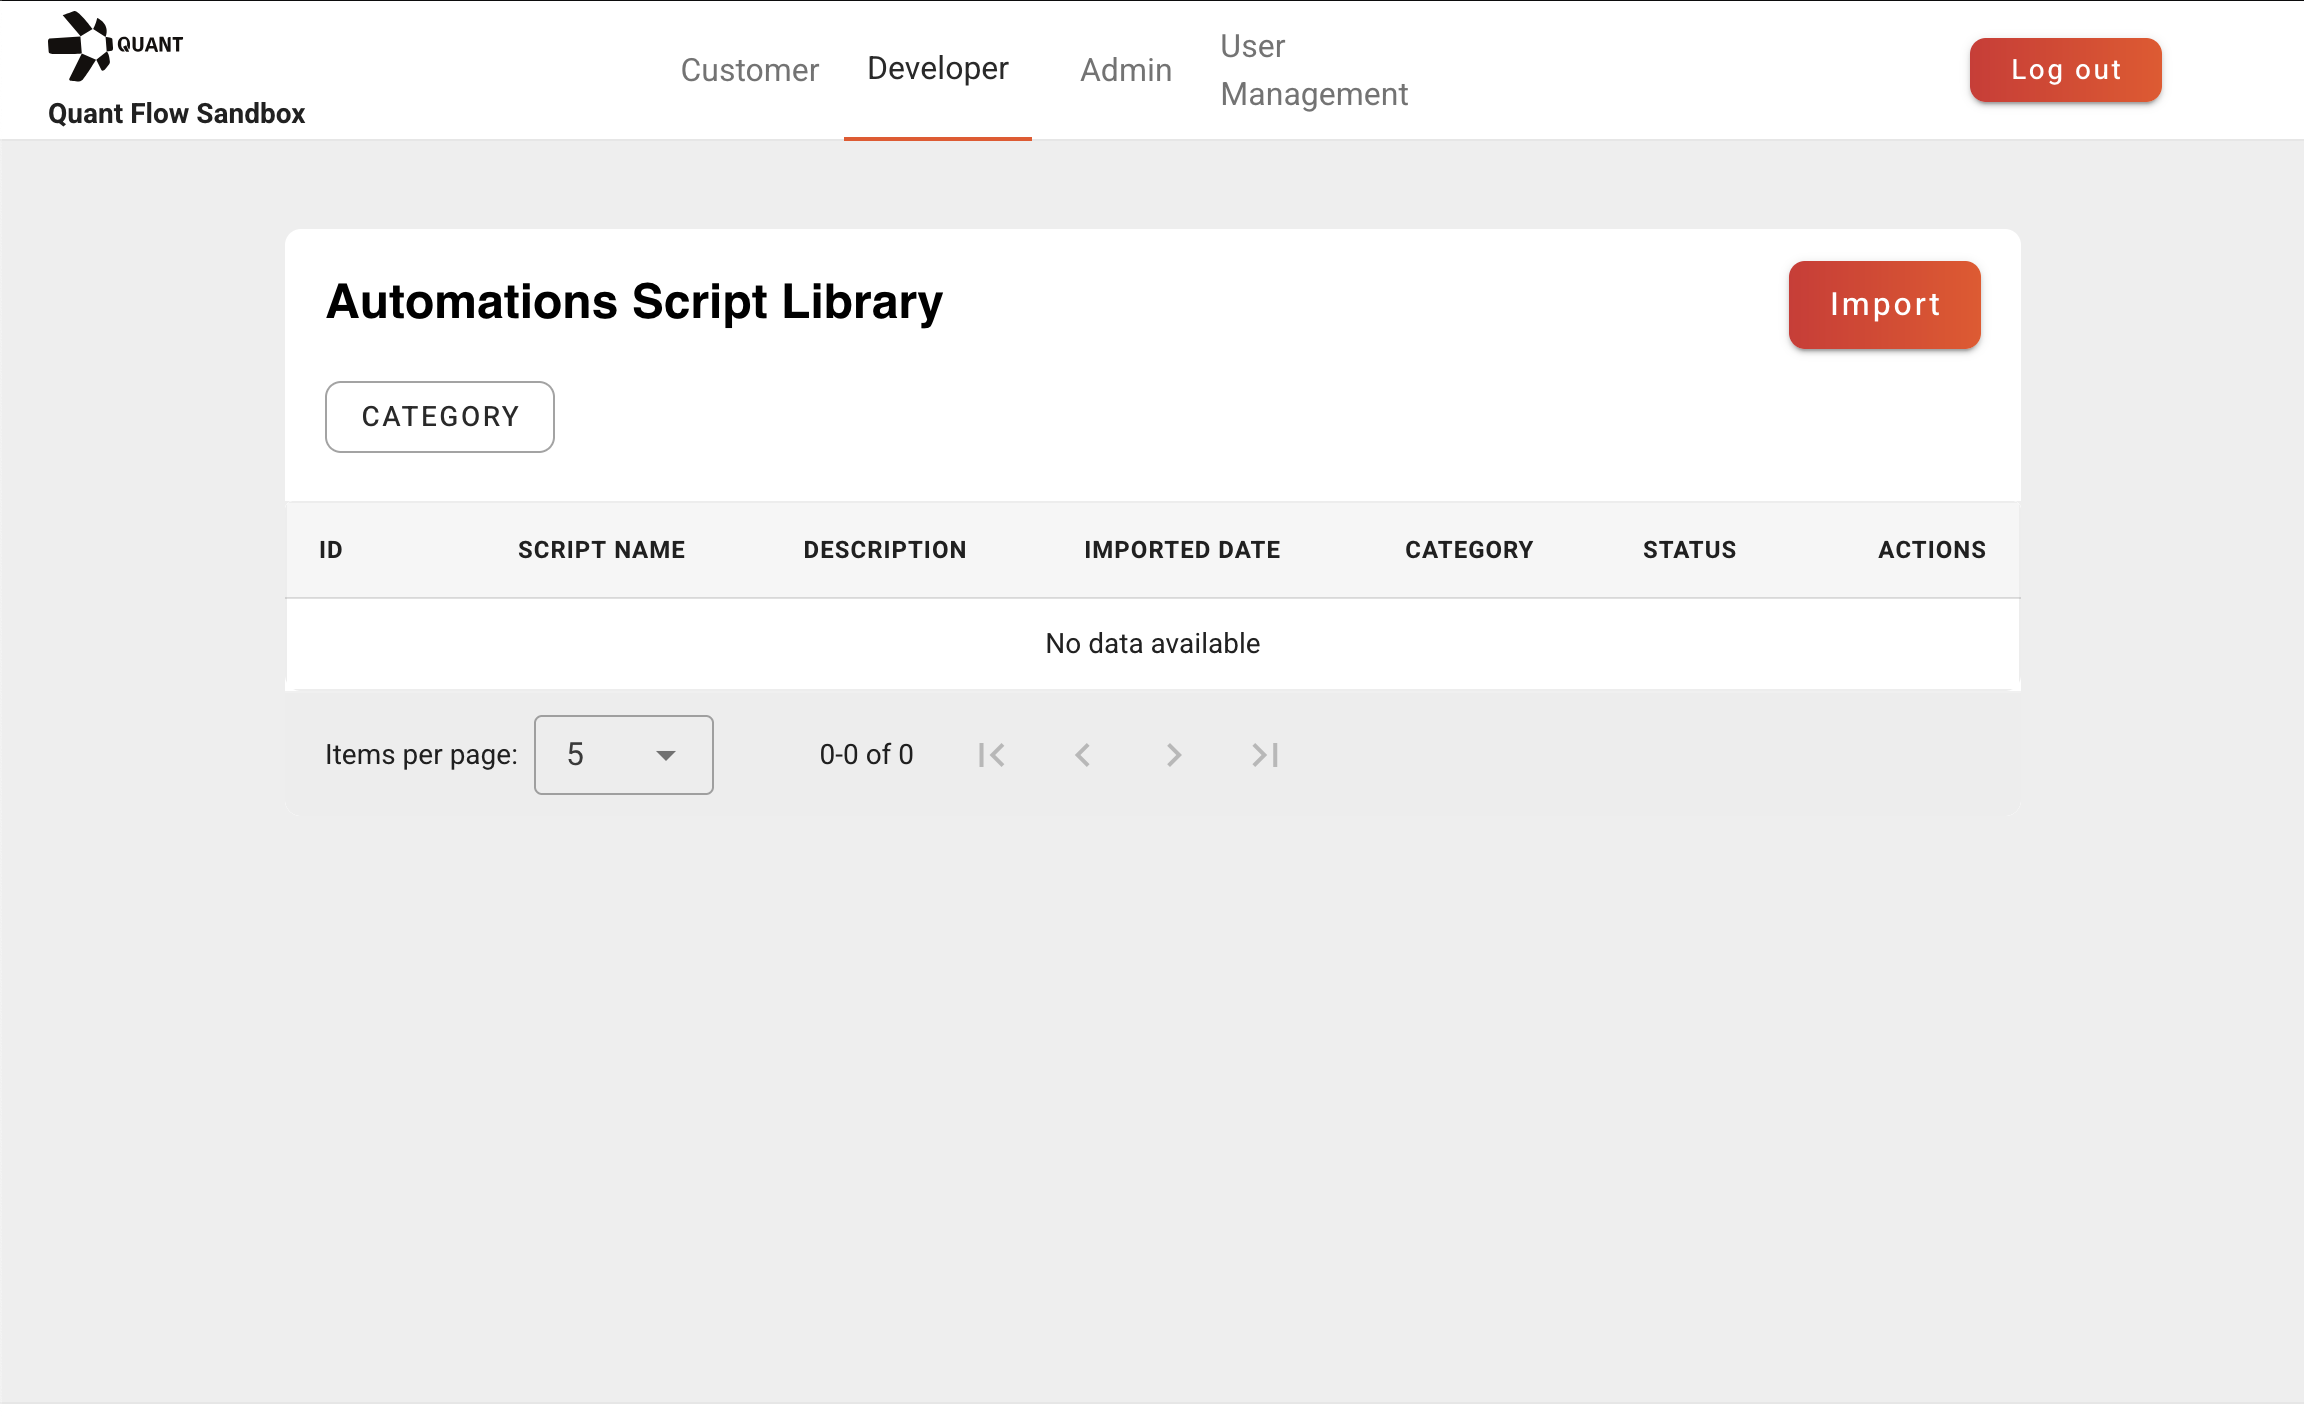 QUANT
Quant Flow Sandbox
Customer
Developer
Admin
User
Management
Log out
Automations Script Library
Import
CATEGORY
ID SCRIPT NAME DESCRIPTION IMPORTED DATE CATEGORY STATUS ACTIONS
No data available
Items per page: 5 0-0 of 0